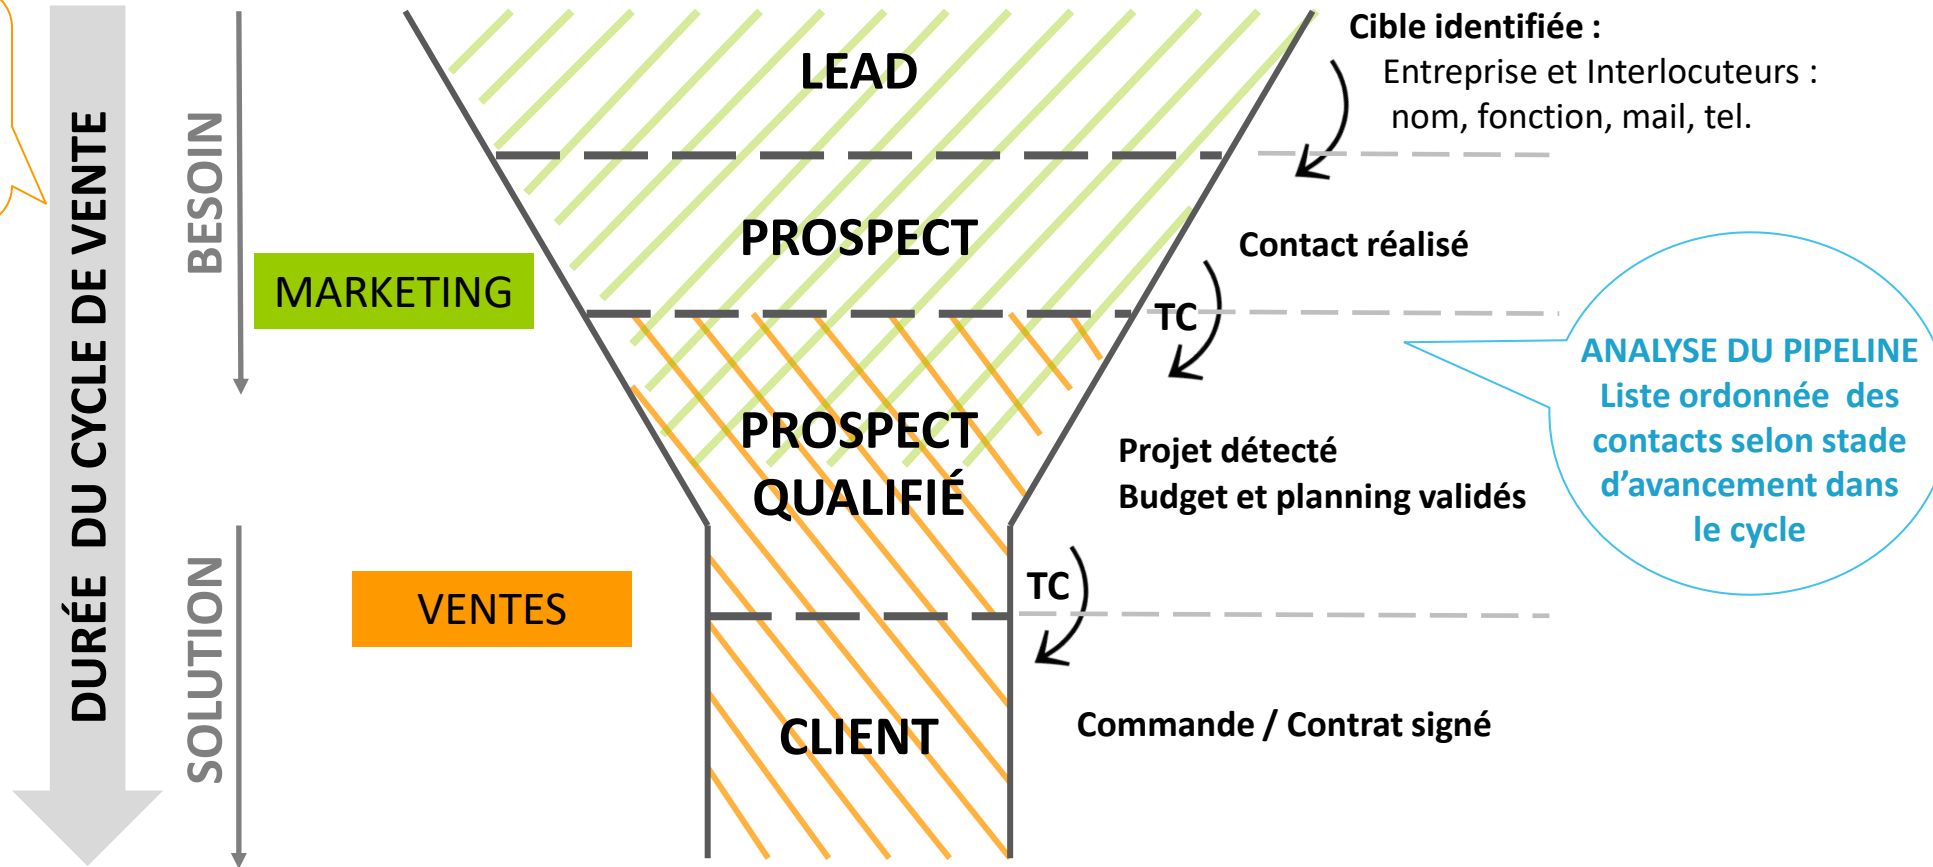 DURÉE DU CYCLE DE VENTE
BESOIN
SOLUTION
MARKETING
VENTES
LEAD
PROSPECT
PROSPECT
QUALIFIÉ
CLIENT
Cible identifiée :
Entreprise et Interlocuteurs :
nom, fonction, mail, tel.
Contact réalisé
TC
Projet détecté
Budget et planning validés
TC
Commande / Contrat signé
ANALYSE DU PIPELINE
Liste ordonnée des
contacts selon stade
d’avancement dans
le cycle